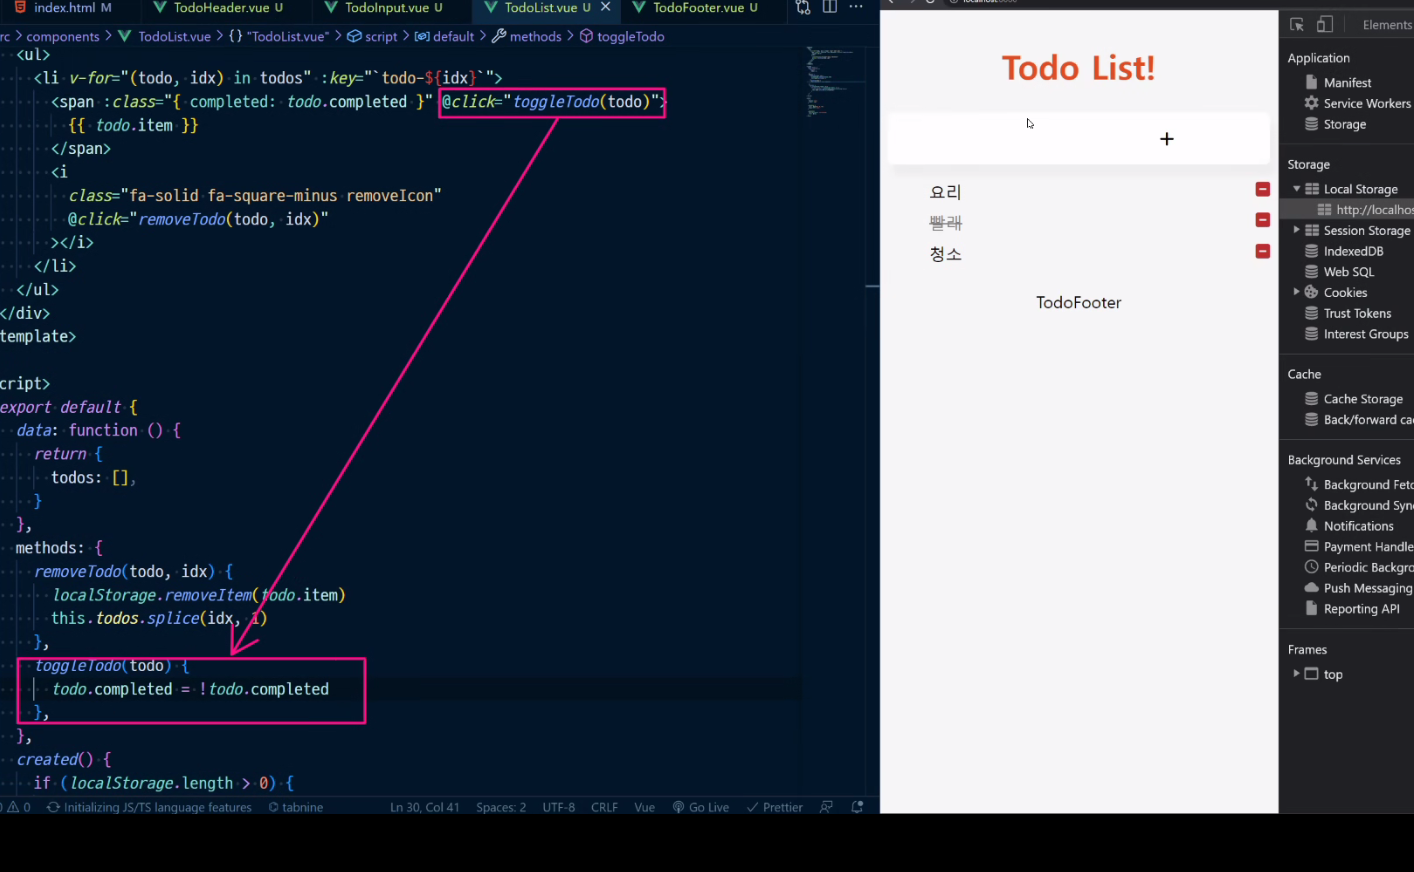 index.html M
TodoHeader.vue U
TodoInput.vue U
TodoList.vue U
TodoFooter.vue U
rc > components > TodoList.vue > {} "TodoList.vue" > script > default > methods > toggleTodo
<ul>
<li v-for="(todo, idx) in todos" :key="`todo-${idx}`">
<span :class="{ completed: todo.completed }" @click="toggleTodo(todo)">
{{ todo.item }}
</span>
<i
class="fa-solid fa-square-minus removeIcon"
@click="removeTodo(todo, idx)"
></i>
</li>
</ul>
</div>
template>
cript>
export default {
data: function () {
return {
todos: [],
}
},
methods: {
removeTodo(todo, idx) {
localStorage.removeItem(todo.item)
this.todos.splice(idx, 1)
},
toggleTodo(todo) {
todo.completed = !todo.completed
},
},
created() {
if (localStorage.length > 0) {
0 Initializing JS/TS language features tabnine Ln 30, Col 41 Spaces: 2 UTF-8 CRLF Vue Go Live Prettier
Todo List!
+
요리
빨래
청소
TodoFooter
Elements
Application
Manifest
Service Workers
Storage
Storage
Local Storage
http://localhos
Session Storage
IndexedDB
Web SQL
Cookies
Trust Tokens
Interest Groups
Cache
Cache Storage
Back/forward ca
Background Services
Background Fetc
Background Sync
Notifications
Payment Handle
Periodic Backgro
Push Messaging
Reporting API
Frames
top